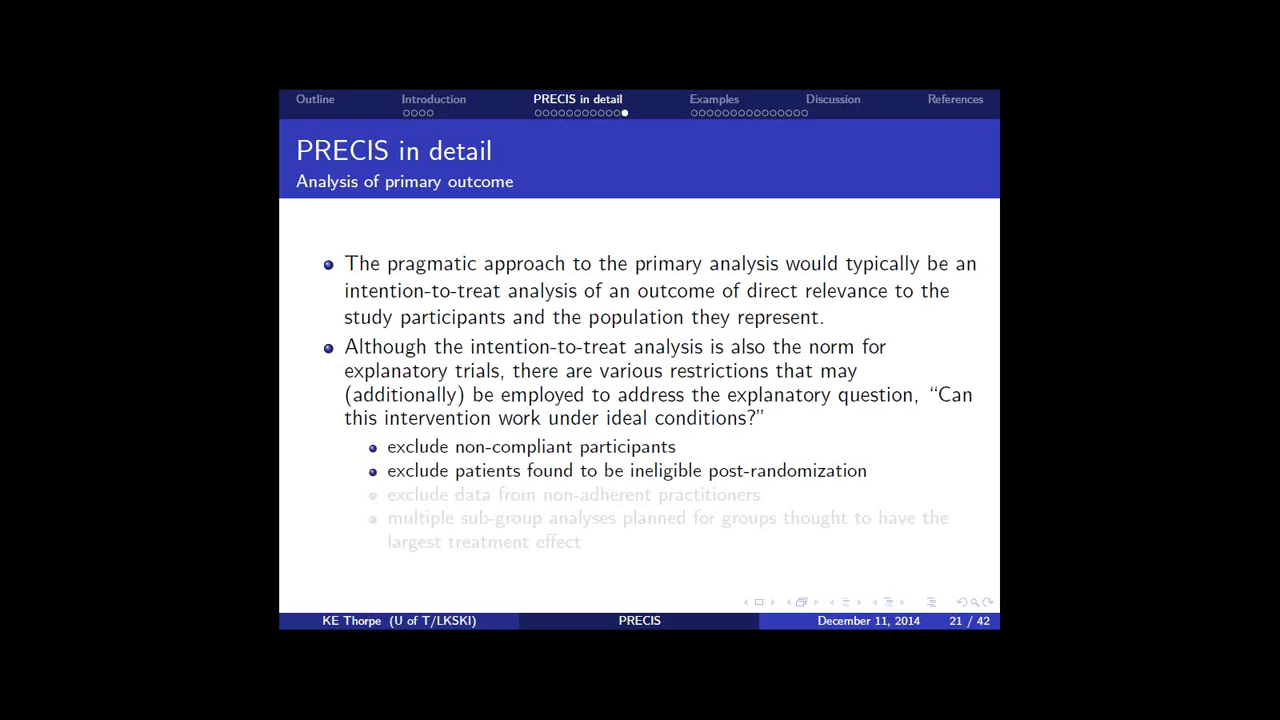 Outline Introduction PRECIS in detail Examples Discussion References
PRECIS in detail
Analysis of primary outcome
The pragmatic approach to the primary analysis would typically be an
intention-to-treat analysis of an outcome of direct relevance to the
study participants and the population they represent.
Although the intention-to-treat analysis is also the norm for
explanatory trials, there are various restrictions that may
(additionally) be employed to address the explanatory question, “Can
this intervention work under ideal conditions?”
exclude non-compliant participants
exclude patients found to be ineligible post-randomization
exclude data from non-adherent practitioners
multiple sub-group analyses planned for groups thought to have the
largest treatment effect
KE Thorpe (U of T/LKSKI) PRECIS December 11, 2014 21 / 42